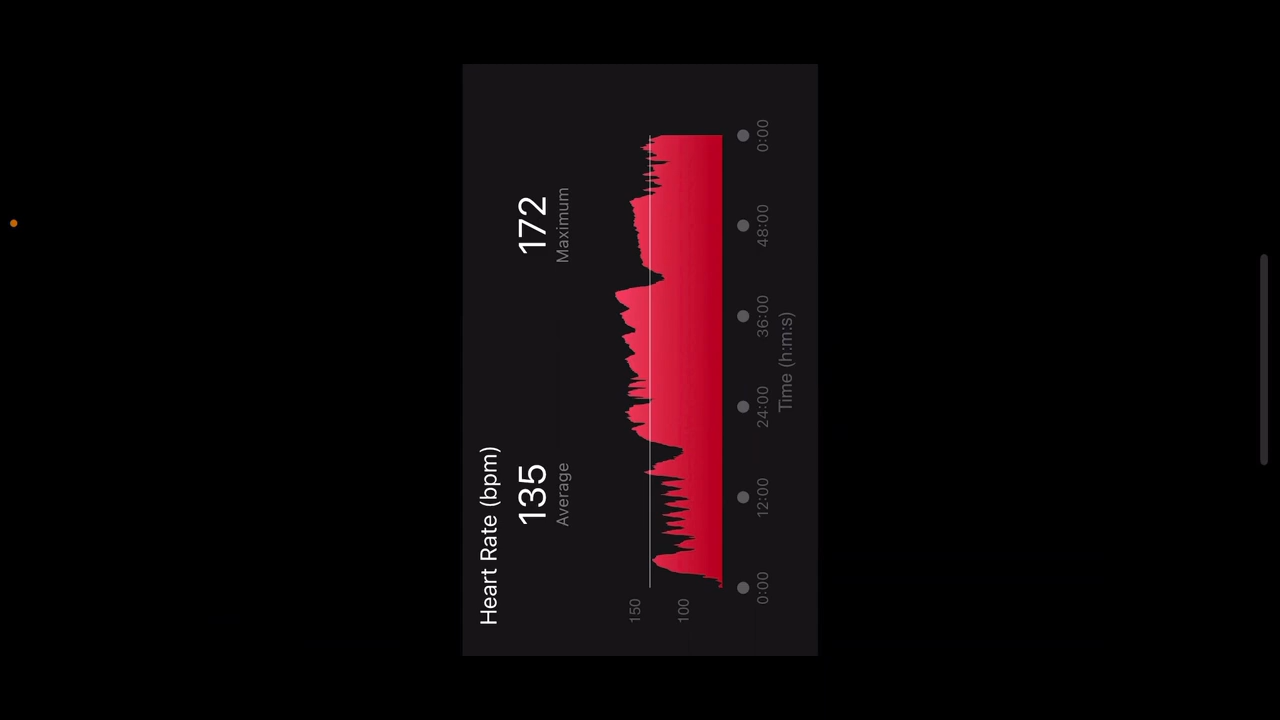 Heart Rate (bpm)
135
Average
172
Maximum
150
100
0:00
12:00
24:00
36:00
48:00
0:00
Time (h:m:s)